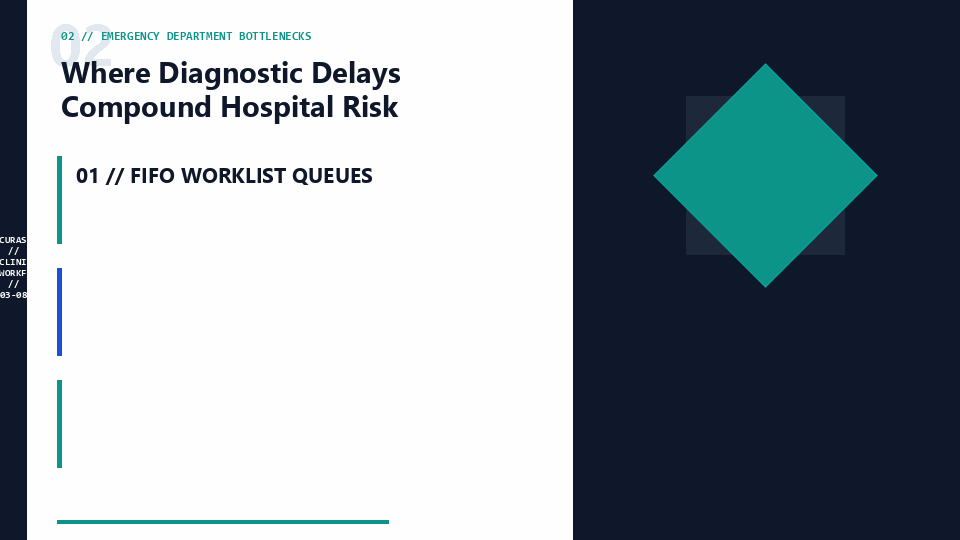 02
02 // EMERGENCY DEPARTMENT BOTTLENECKS
Where Diagnostic Delays
Compound Hospital Risk
01 // FIFO WORKLIST QUEUES
CURAS
//
CLINI
WORKF
//
03-08